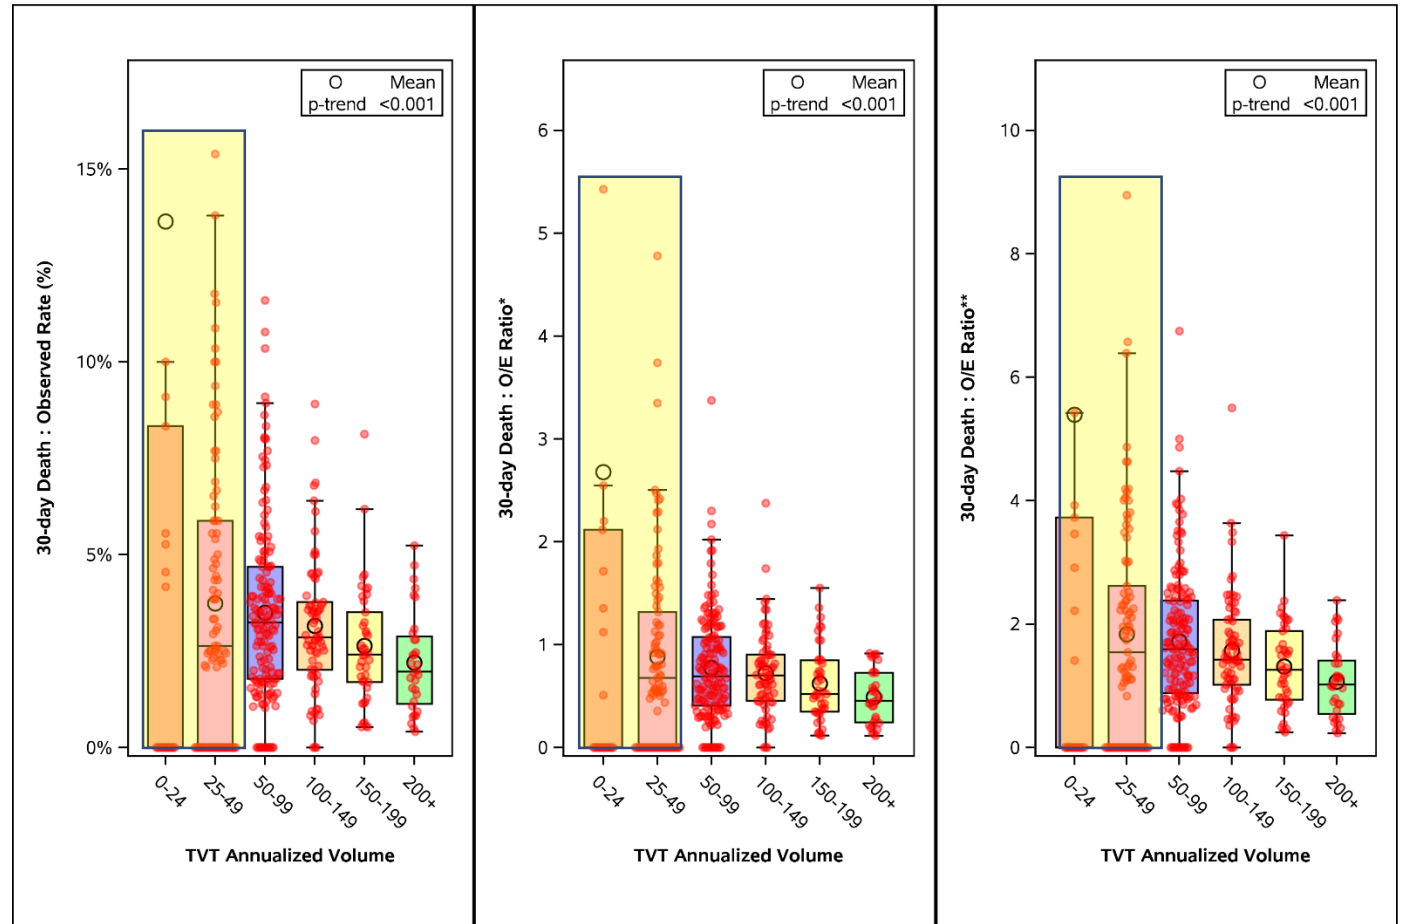 O Mean
p-trend <0.001
15%
10%
5%
0%
30-day Death : Observed Rate (%)
0-24
25-49
50-99
100-149
150-199
200+
TVT Annualized Volume
O Mean
p-trend <0.001
6
5
4
3
2
1
0
30-day Death : O/E Ratio*
0-24
25-49
50-99
100-149
150-199
200+
TVT Annualized Volume
O Mean
p-trend <0.001
10
8
6
4
2
0
30-day Death : O/E Ratio**
0-24
25-49
50-99
100-149
150-199
200+
TVT Annualized Volume